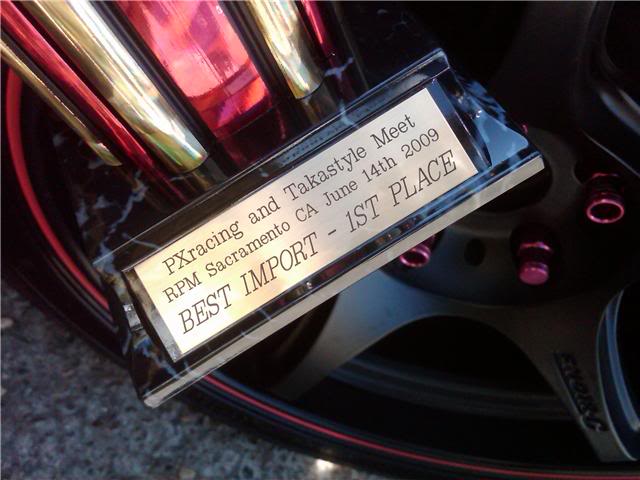 PXracing and Takastyle Meet
RPM Sacramento CA June 14th 2009
BEST IMPORT - 1ST PLACE